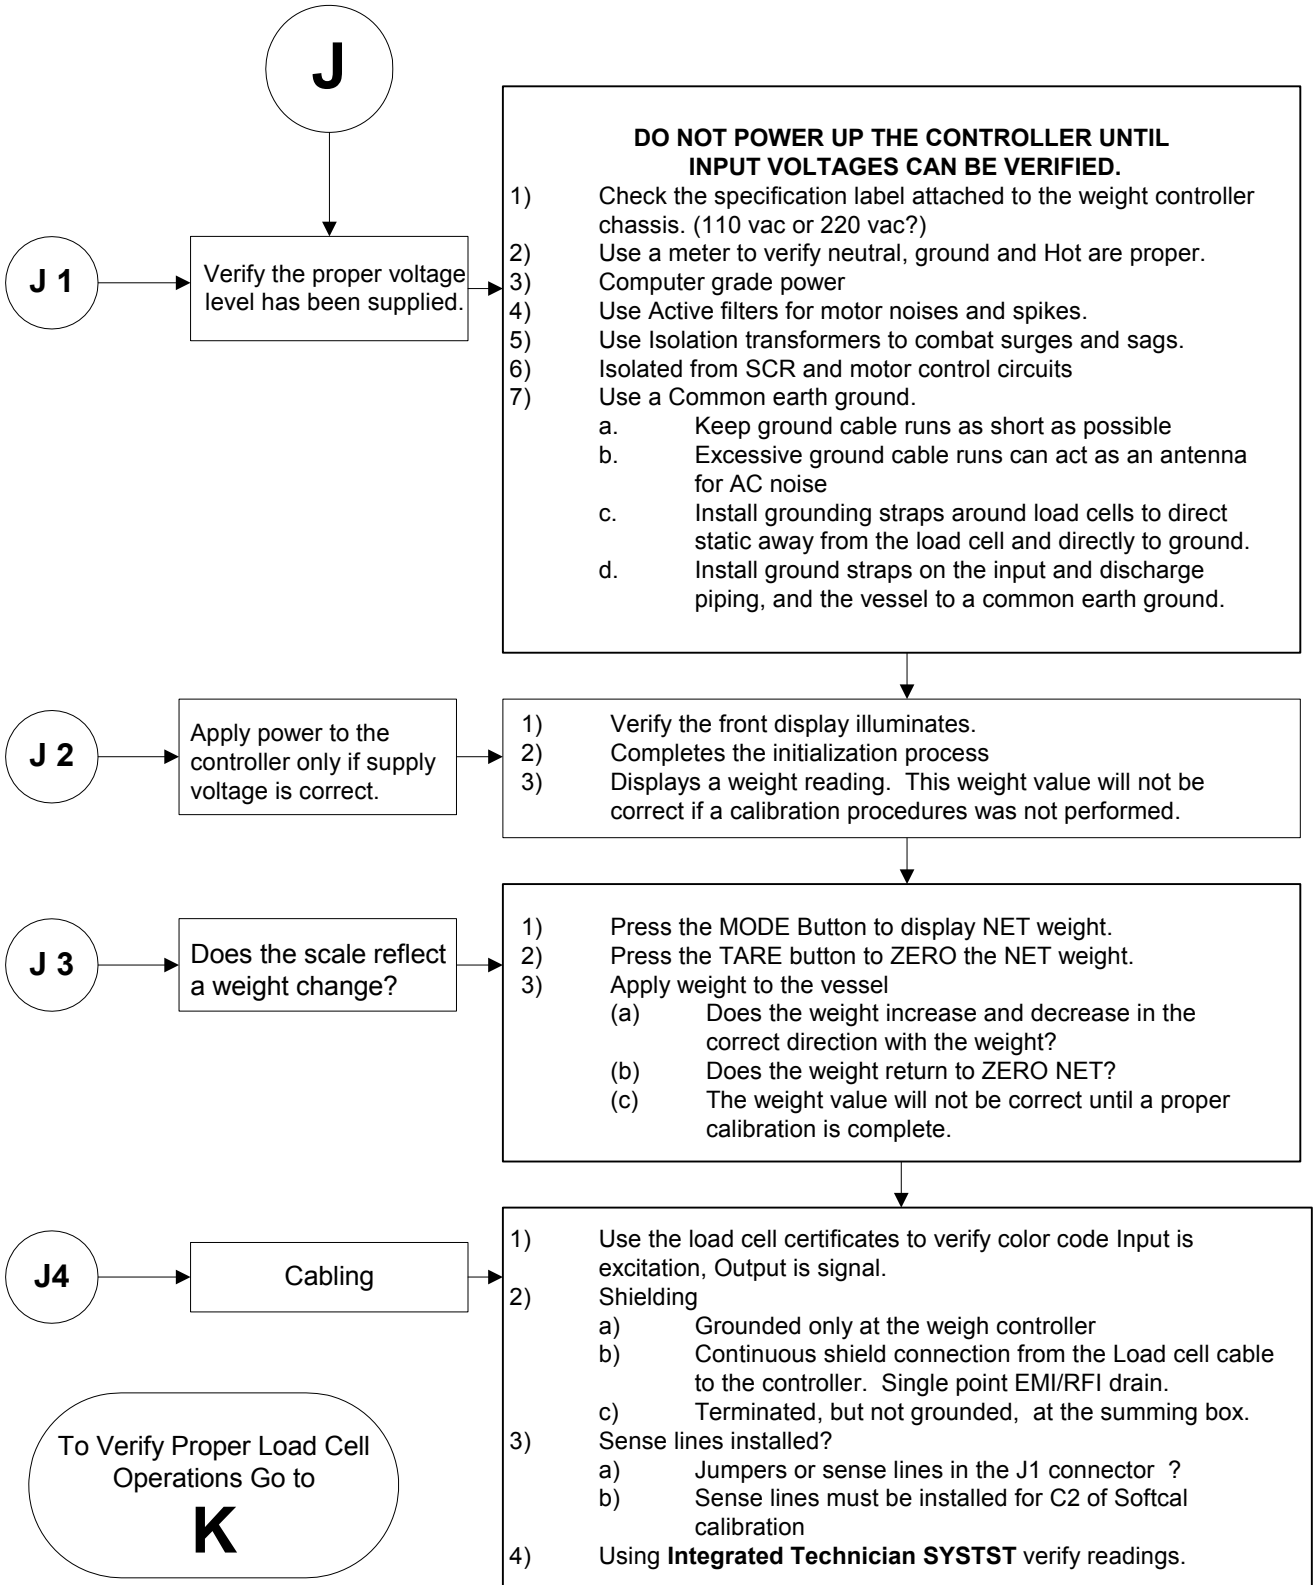 J
DO NOT POWER UP THE CONTROLLER UNTIL
INPUT VOLTAGES CAN BE VERIFIED.
1) Check the specification label attached to the weight controller
chassis. (110 vac or 220 vac?)
2) Use a meter to verify neutral, ground and Hot are proper.
3) Computer grade power
4) Use Active filters for motor noises and spikes.
5) Use Isolation transformers to combat surges and sags.
6) Isolated from SCR and motor control circuits
7) Use a Common earth ground.
a. Keep ground cable runs as short as possible
b. Excessive ground cable runs can act as an antenna
for AC noise
c. Install grounding straps around load cells to direct
static away from the load cell and directly to ground.
d. Install ground straps on the input and discharge
piping, and the vessel to a common earth ground.
J 1
Verify the proper voltage
level has been supplied.
J 2
Apply power to the
controller only if supply
voltage is correct.
1) Verify the front display illuminates.
2) Completes the initialization process
3) Displays a weight reading. This weight value will not be
correct if a calibration procedures was not performed.
J 3
Does the scale reflect
a weight change?
1) Press the MODE Button to display NET weight.
2) Press the TARE button to ZERO the NET weight.
3) Apply weight to the vessel
(a) Does the weight increase and decrease in the
correct direction with the weight?
(b) Does the weight return to ZERO NET?
(c) The weight value will not be correct until a proper
calibration is complete.
J4
Cabling
1) Use the load cell certificates to verify color code Input is
excitation, Output is signal.
2) Shielding
a) Grounded only at the weigh controller
b) Continuous shield connection from the Load cell cable
to the controller. Single point EMI/RFI drain.
c) Terminated, but not grounded, at the summing box.
3) Sense lines installed?
a) Jumpers or sense lines in the J1 connector ?
b) Sense lines must be installed for C2 of Softcal
calibration
4) Using Integrated Technician SYSTST verify readings.
To Verify Proper Load Cell
Operations Go to
K